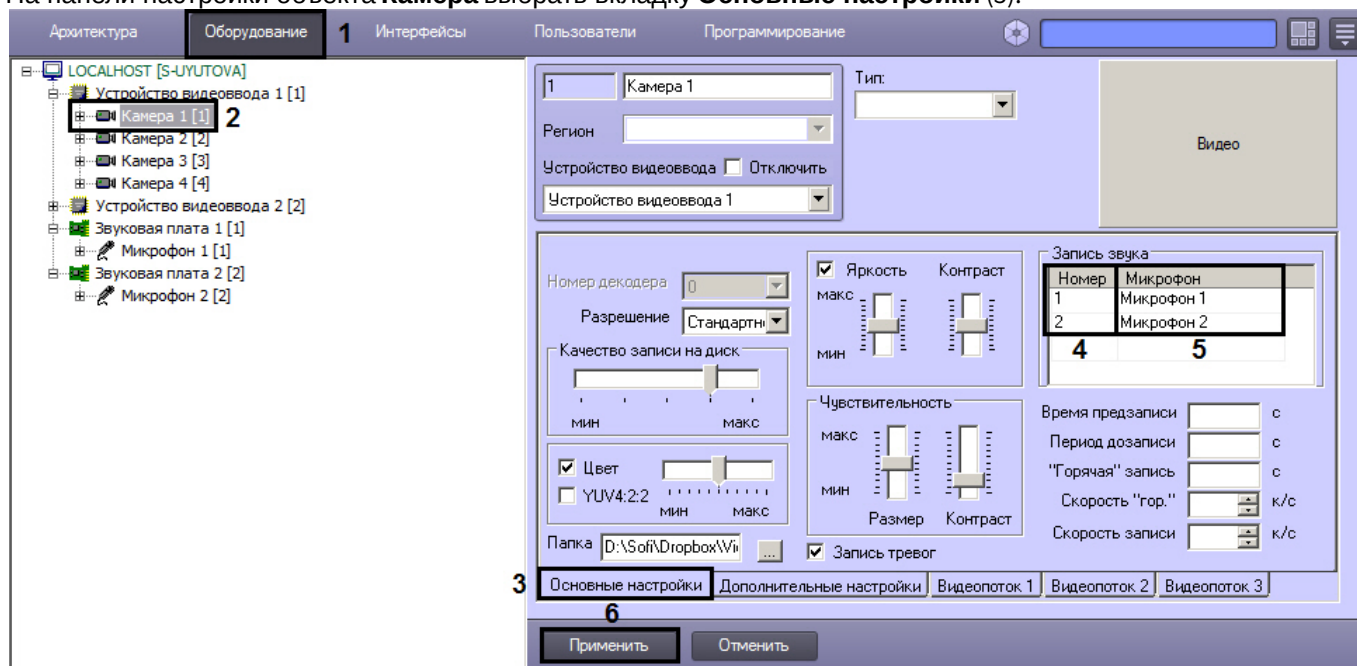 На панели настройки объекта Камера выбрать вкладку Основные настройки (3).
Архитектура Оборудование 1 Интерфейсы Пользователи Программирование
LOCALHOST [S-UYUTOVA]
Устройство видеоввода 1 [1]
Камера 1 [1] 2
Камера 2 [2]
Камера 3 [3]
Камера 4 [4]
Устройство видеоввода 2 [2]
Звуковая плата 1 [1]
Микрофон 1 [1]
Звуковая плата 2 [2]
Микрофон 2 [2]
1 Камера 1
Тип:
Регион
Устройство видеоввода Отключить
Устройство видеоввода 1
Видео
Номер декодера 0
Разрешение Стандартн
Качество записи на диск
мин макс
Цвет
YUV4:2:2
мин макс
Папка D:\Sofi\Dropbox\Vi ...
Яркость Контраст
макс
мин
Чувствительность
макс
мин
Размер Контраст
Запись тревог
Запись звука
Номер Микрофон
1 Микрофон 1
2 Микрофон 2
4 5
Время предзаписи с
Период дозаписи с
"Горячая" запись с
Скорость "гор." к/с
Скорость записи к/с
3 Основные настройки Дополнительные настройки Видеопоток 1 Видеопоток 2 Видеопоток 3
6
Применить Отменить